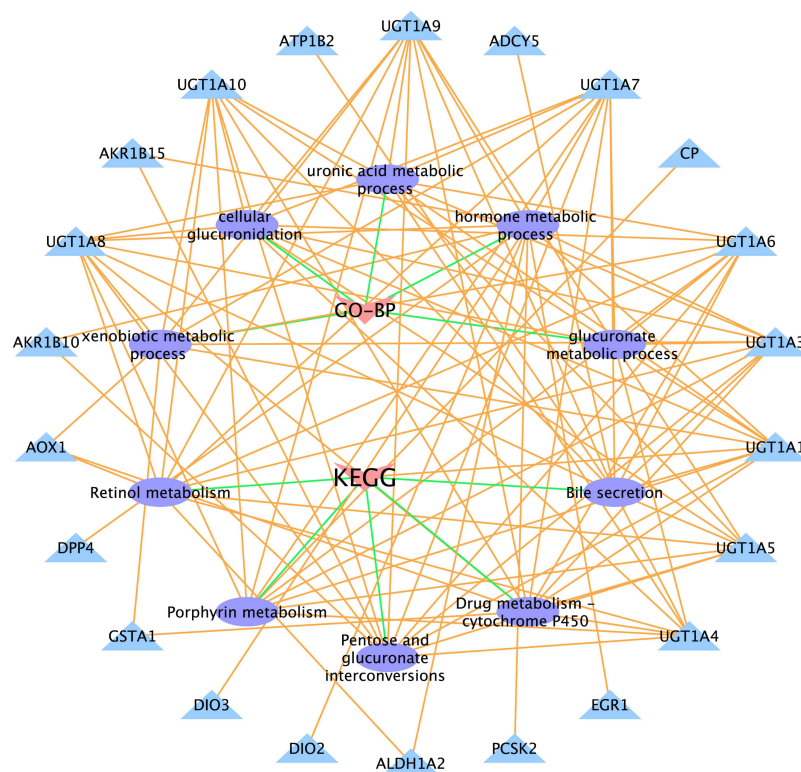 UGT1A9
ATP1B2
ADCY5
UGT1A10
UGT1A7
AKR1B15
CP
uronic acid metabolic
process
cellular
glucuronidation
hormone metabolic
process
UGT1A8
UGT1A6
GO-BP
AKR1B10
xenobiotic metabolic
process
glucuronate
metabolic process
UGT1A3
AOX1
UGT1A1
KEGG
Retinol metabolism
Bile secretion
DPP4
UGT1A5
GSTA1
Porphyrin metabolism
Drug metabolism -
cytochrome P450
UGT1A4
Pentose and
glucuronate
interconversions
DIO3
EGR1
DIO2
ALDH1A2
PCSK2